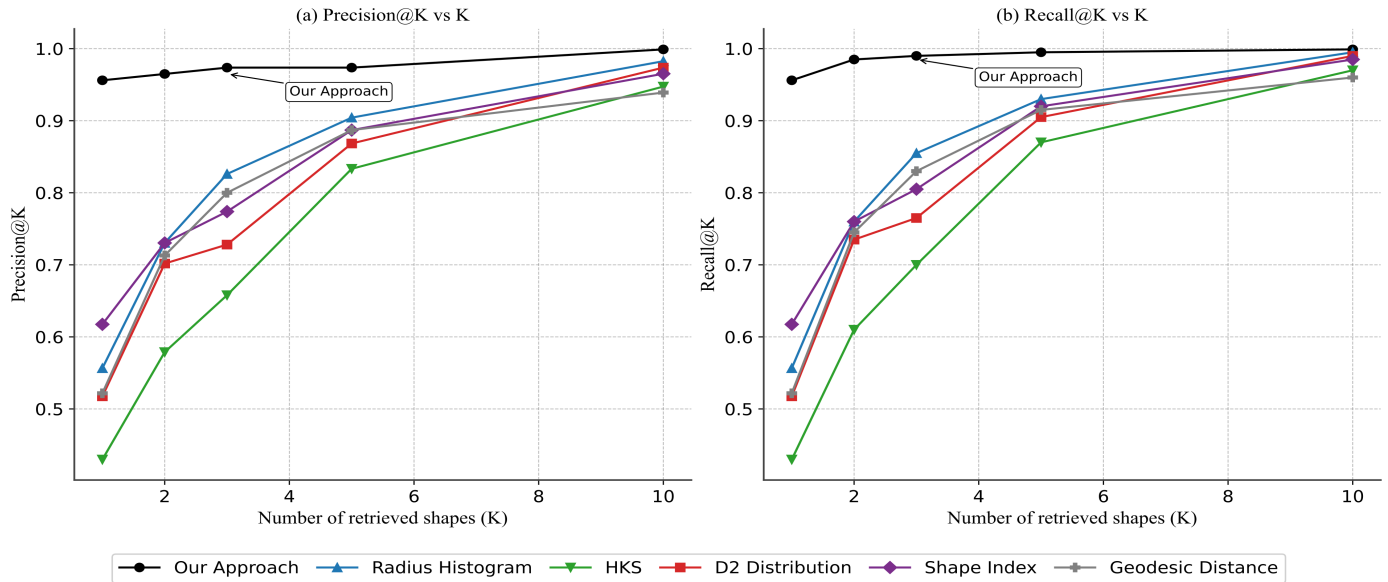 (a) Precision@K vs K
1.0
0.9
0.8
0.7
0.6
0.5
Precision@K
Our Approach
2 4 6 8 10
Number of retrieved shapes (K)
(b) Recall@K vs K
1.0
0.9
0.8
0.7
0.6
0.5
Recall@K
Our Approach
2 4 6 8 10
Number of retrieved shapes (K)
Our Approach Radius Histogram HKS D2 Distribution Shape Index Geodesic Distance